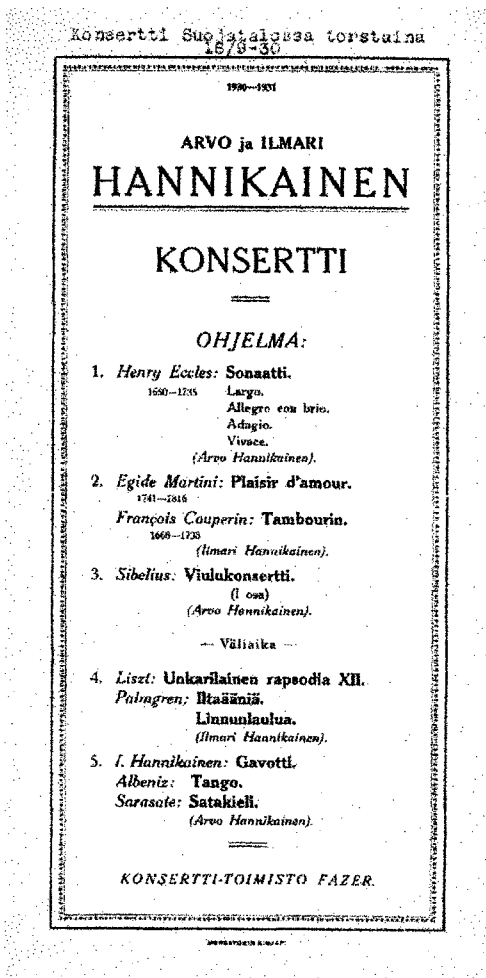 Konsertti Suojatalossa torstaina
18/9-30
1930—1931
ARVO ja ILMARI
HANNIKAINEN
KONSERTTI
OHJELMA:
1. Henry Eccles: Sonaatti.
1650—1735 Largo.
Allegro con brio.
Adagio.
Vivace.
(Arvo Hannikainen).
2. Egide Martini: Plaisir d'amour.
1741—1816
François Couperin: Tambourin.
1668—1733
(Ilmari Hannikainen).
3. Sibelius: Viulukonsertti.
(I osa)
(Arvo Hannikainen).
— Väliaika —
4. Liszt: Unkarilainen rapsodia XII.
Palmgren: Iltaääniä.
Linnunlaulua.
(Ilmari Hannikainen).
5. I. Hannikainen: Gavotti.
Albeniz: Tango.
Sarasate: Satakieli.
(Arvo Hannikainen).
KONSERTTI-TOIMISTO FAZER.